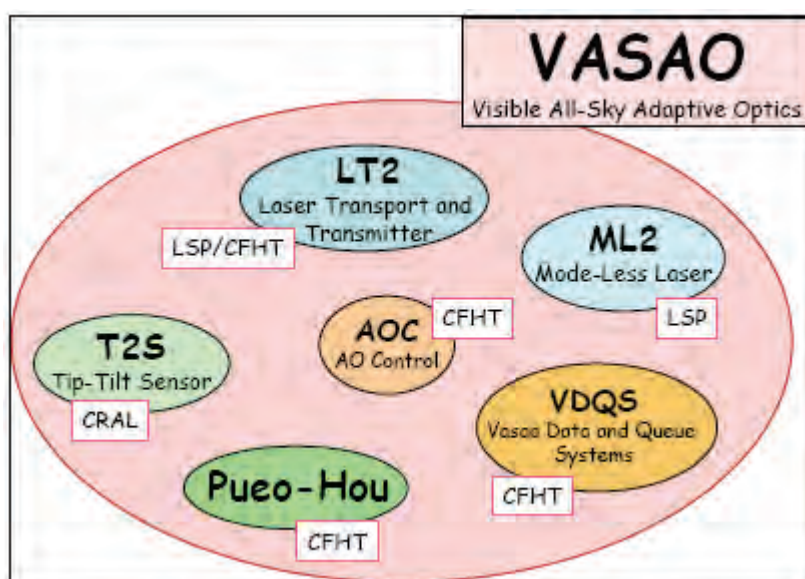 VASAO
Visible All-Sky Adaptive Optics
LT2
Laser Transport and
Transmitter
LSP/CFHT
ML2
Mode-Less Laser
LSP
AOC
AO Control
CFHT
T2S
Tip-Tilt Sensor
CRAL
VDQS
Vasao Data and Queue
Systems
CFHT
Pueo-Hou
CFHT